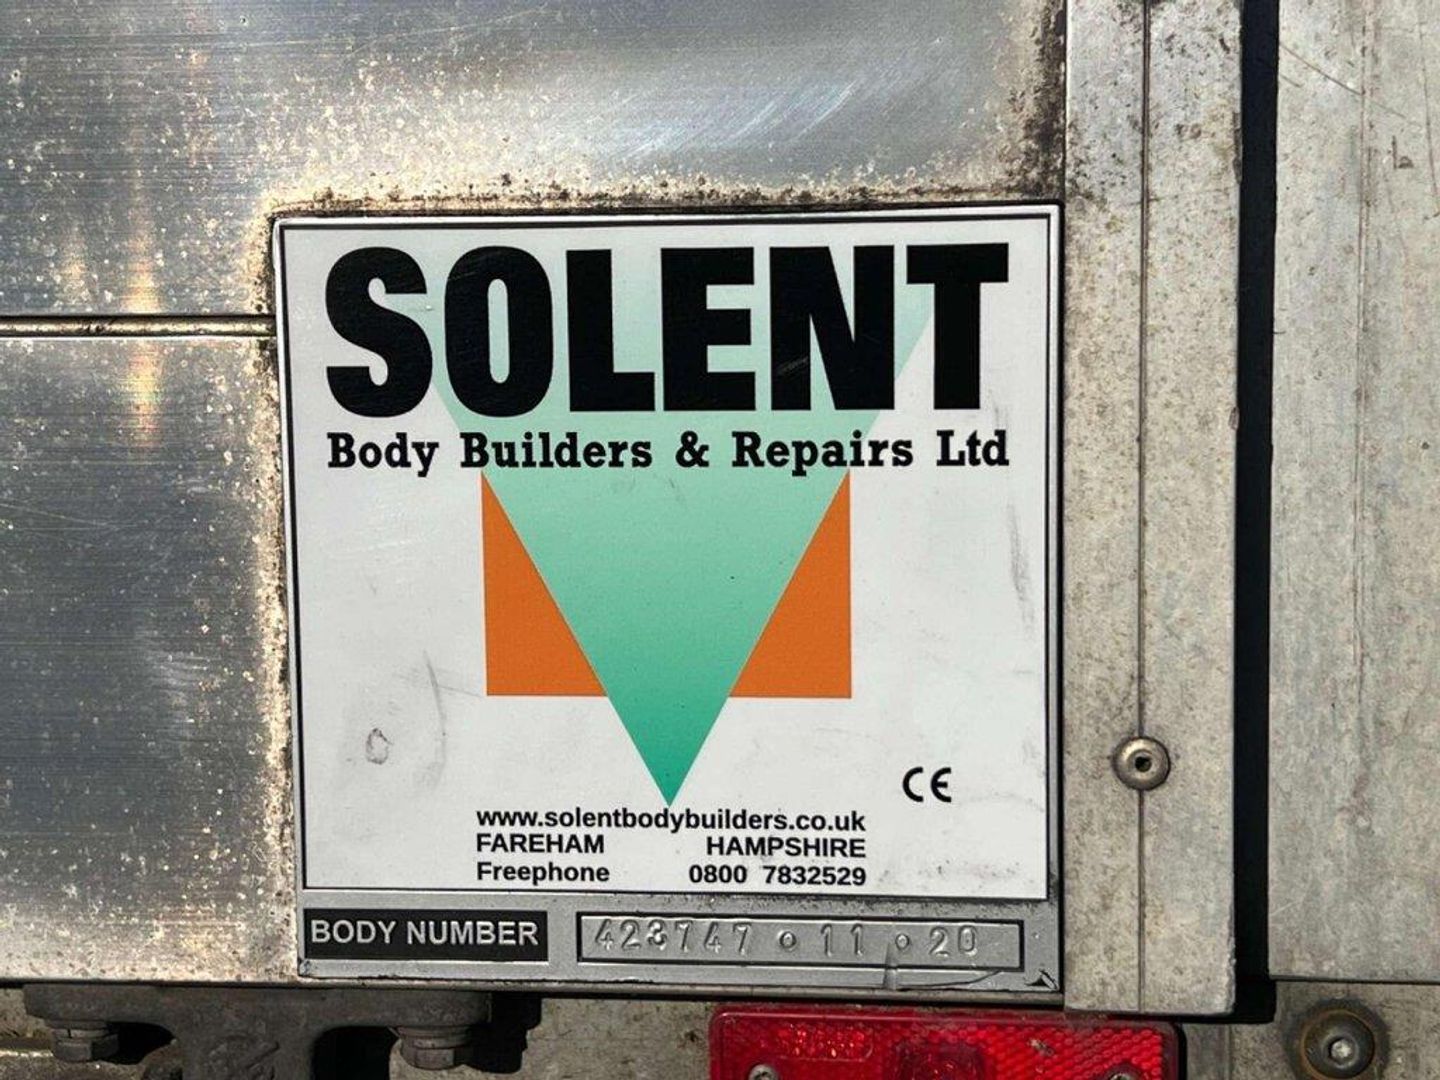 SOLENT
Body Builders & Repairs Ltd
CE
www.solentbodybuilders.co.uk
FAREHAM HAMPSHIRE
Freephone 0800 7832529
BODY NUMBER 423747 o 11 o 20